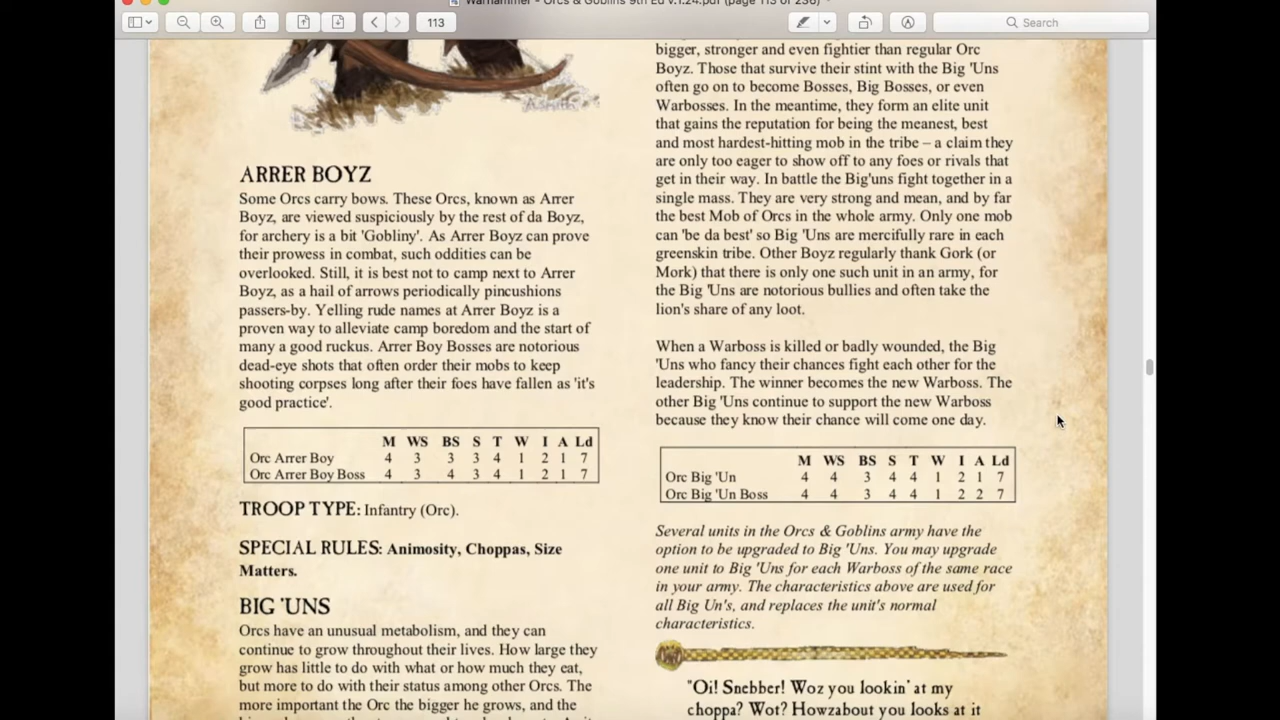 Warhammer - Orcs & Goblins 9th Ed v.1.24.pdf (page 113 of 236)
113
Search
ARRER BOYZ
Some Orcs carry bows. These Orcs, known as Arrer
Boyz, are viewed suspiciously by the rest of da Boyz,
for archery is a bit 'Gobliny'. As Arrer Boyz can prove
their prowess in combat, such oddities can be
overlooked. Still, it is best not to camp next to Arrer
Boyz, as a hail of arrows periodically pincushions
passers-by. Yelling rude names at Arrer Boyz is a
proven way to alleviate camp boredom and the start of
many a good ruckus. Arrer Boy Bosses are notorious
dead-eye shots that often order their mobs to keep
shooting corpses long after their foes have fallen as 'it's
good practice'.
M WS BS S T W I A Ld
Orc Arrer Boy 4 3 3 3 4 1 2 1 7
Orc Arrer Boy Boss 4 3 4 3 4 1 2 1 7
TROOP TYPE: Infantry (Orc).
SPECIAL RULES: Animosity, Choppas, Size
Matters.
BIG 'UNS
Orcs have an unusual metabolism, and they can
continue to grow throughout their lives. How large they
grow has little to do with what or how much they eat,
but more to do with their status among other Orcs. The
more important the Orc the bigger he grows, and the
bigger, stronger and even fightier than regular Orc
Boyz. Those that survive their stint with the Big 'Uns
often go on to become Bosses, Big Bosses, or even
Warbosses. In the meantime, they form an elite unit
that gains the reputation for being the meanest, best
and most hardest-hitting mob in the tribe – a claim they
are only too eager to show off to any foes or rivals that
get in their way. In battle the Big'uns fight together in a
single mass. They are very strong and mean, and by far
the best Mob of Orcs in the whole army. Only one mob
can 'be da best' so Big 'Uns are mercifully rare in each
greenskin tribe. Other Boyz regularly thank Gork (or
Mork) that there is only one such unit in an army, for
the Big 'Uns are notorious bullies and often take the
lion's share of any loot.
When a Warboss is killed or badly wounded, the Big
'Uns who fancy their chances fight each other for the
leadership. The winner becomes the new Warboss. The
other Big 'Uns continue to support the new Warboss
because they know their chance will come one day.
M WS BS S T W I A Ld
Orc Big 'Un 4 4 3 4 4 1 2 1 7
Orc Big 'Un Boss 4 4 3 4 4 1 2 2 7
Several units in the Orcs & Goblins army have the
option to be upgraded to Big 'Uns. You may upgrade
one unit to Big 'Uns for each Warboss of the same race
in your army. The characteristics above are used for
all Big Un's, and replaces the unit's normal
characteristics.
"Oi! Snebber! Woz you lookin' at my
choppa? Wot? Howzabout you looks at it